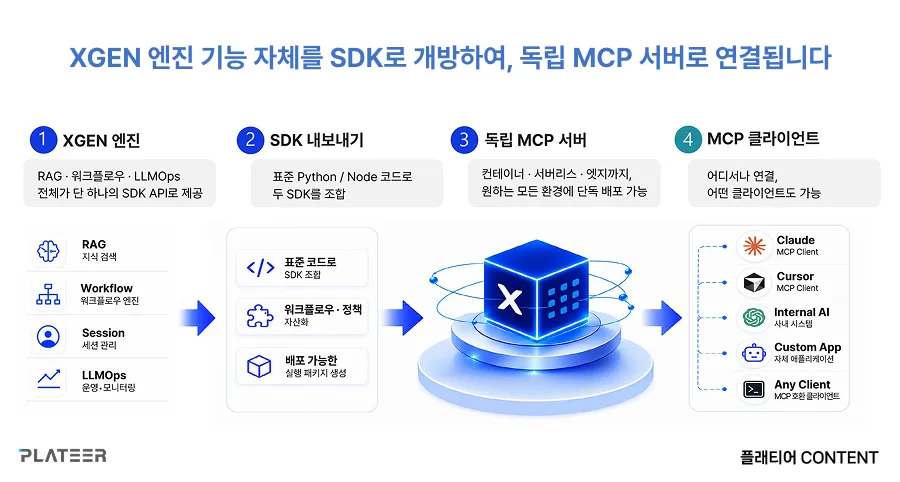 XGEN 엔진 기능 자체를 SDK로 개방하여, 독립 MCP 서버로 연결됩니다
1 XGEN 엔진
RAG · 워크플로우 · LLMOps
전체가 단 하나의 SDK API로 제공
2 SDK 내보내기
표준 Python / Node 코드로
두 SDK를 조합
3 독립 MCP 서버
컨테이너 · 서버리스 · 엣지까지,
원하는 모든 환경에 단독 배포 가능
4 MCP 클라이언트
어디서나 연결,
어떤 클라이언트도 가능
RAG
지식 검색
Workflow
워크플로우 엔진
Session
세션 관리
LLMOps
운영·모니터링
표준 코드로
SDK 조합
워크플로우 · 정책
자산화
배포 가능한
실행 패키지 생성
X
Claude
MCP Client
Cursor
MCP Client
Internal AI
사내 시스템
Custom App
자체 애플리케이션
Any Client
MCP 호환 클라이언트
PLATEER
플래티어 CONTENT